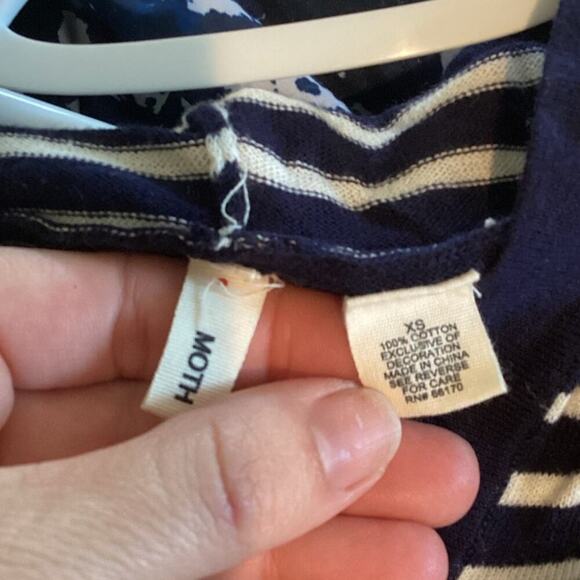 MOTH
XS
100% COTTON
EXCLUSIVE OF
DECORATION
MADE IN CHINA
SEE REVERSE
FOR CARE
RN# 66170